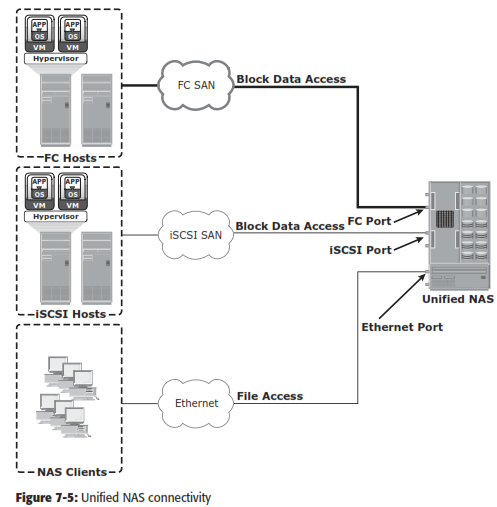 APP APP
OS OS
VM VM
Hypervisor
FC Hosts
FC SAN
Block Data Access
APP APP
OS OS
VM VM
Hypervisor
iSCSI Hosts
iSCSI SAN
Block Data Access
FC Port
iSCSI Port
Unified NAS
Ethernet Port
Ethernet
File Access
NAS Clients
Figure 7-5: Unified NAS connectivity